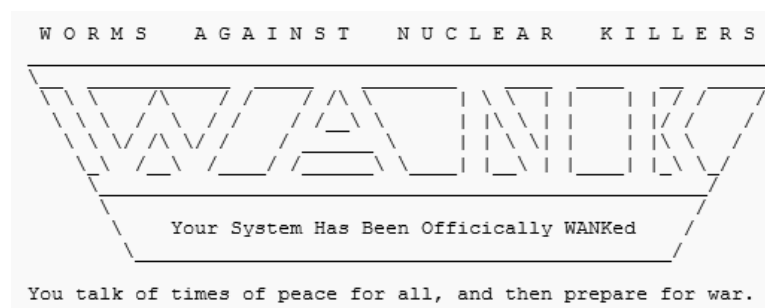 W O R M S   A G A I N S T   N U C L E A R   K I L L E R S
WANK
Your System Has Been Officically WANKed
You talk of times of peace for all, and then prepare for war.